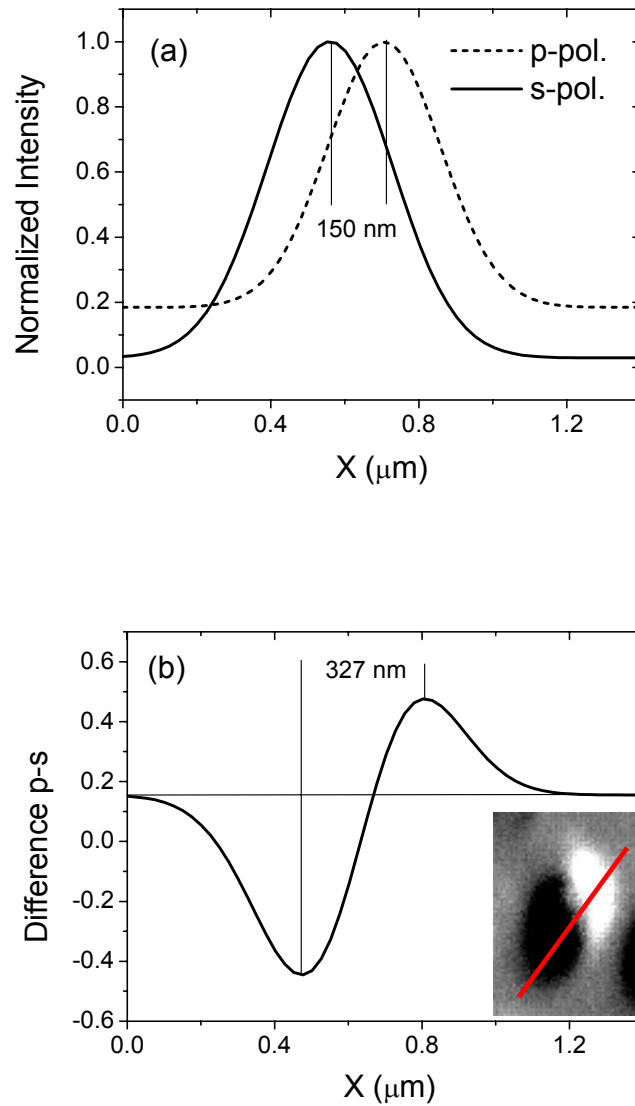 (a)
p-pol.
s-pol.
150 nm
Normalized Intensity
1.0
0.8
0.6
0.4
0.2
0.0
0.0 0.4 0.8 1.2
X (μm)
(b)
327 nm
Difference p-s
0.6
0.4
0.2
0.0
-0.2
-0.4
-0.6
0.0 0.4 0.8 1.2
X (μm)